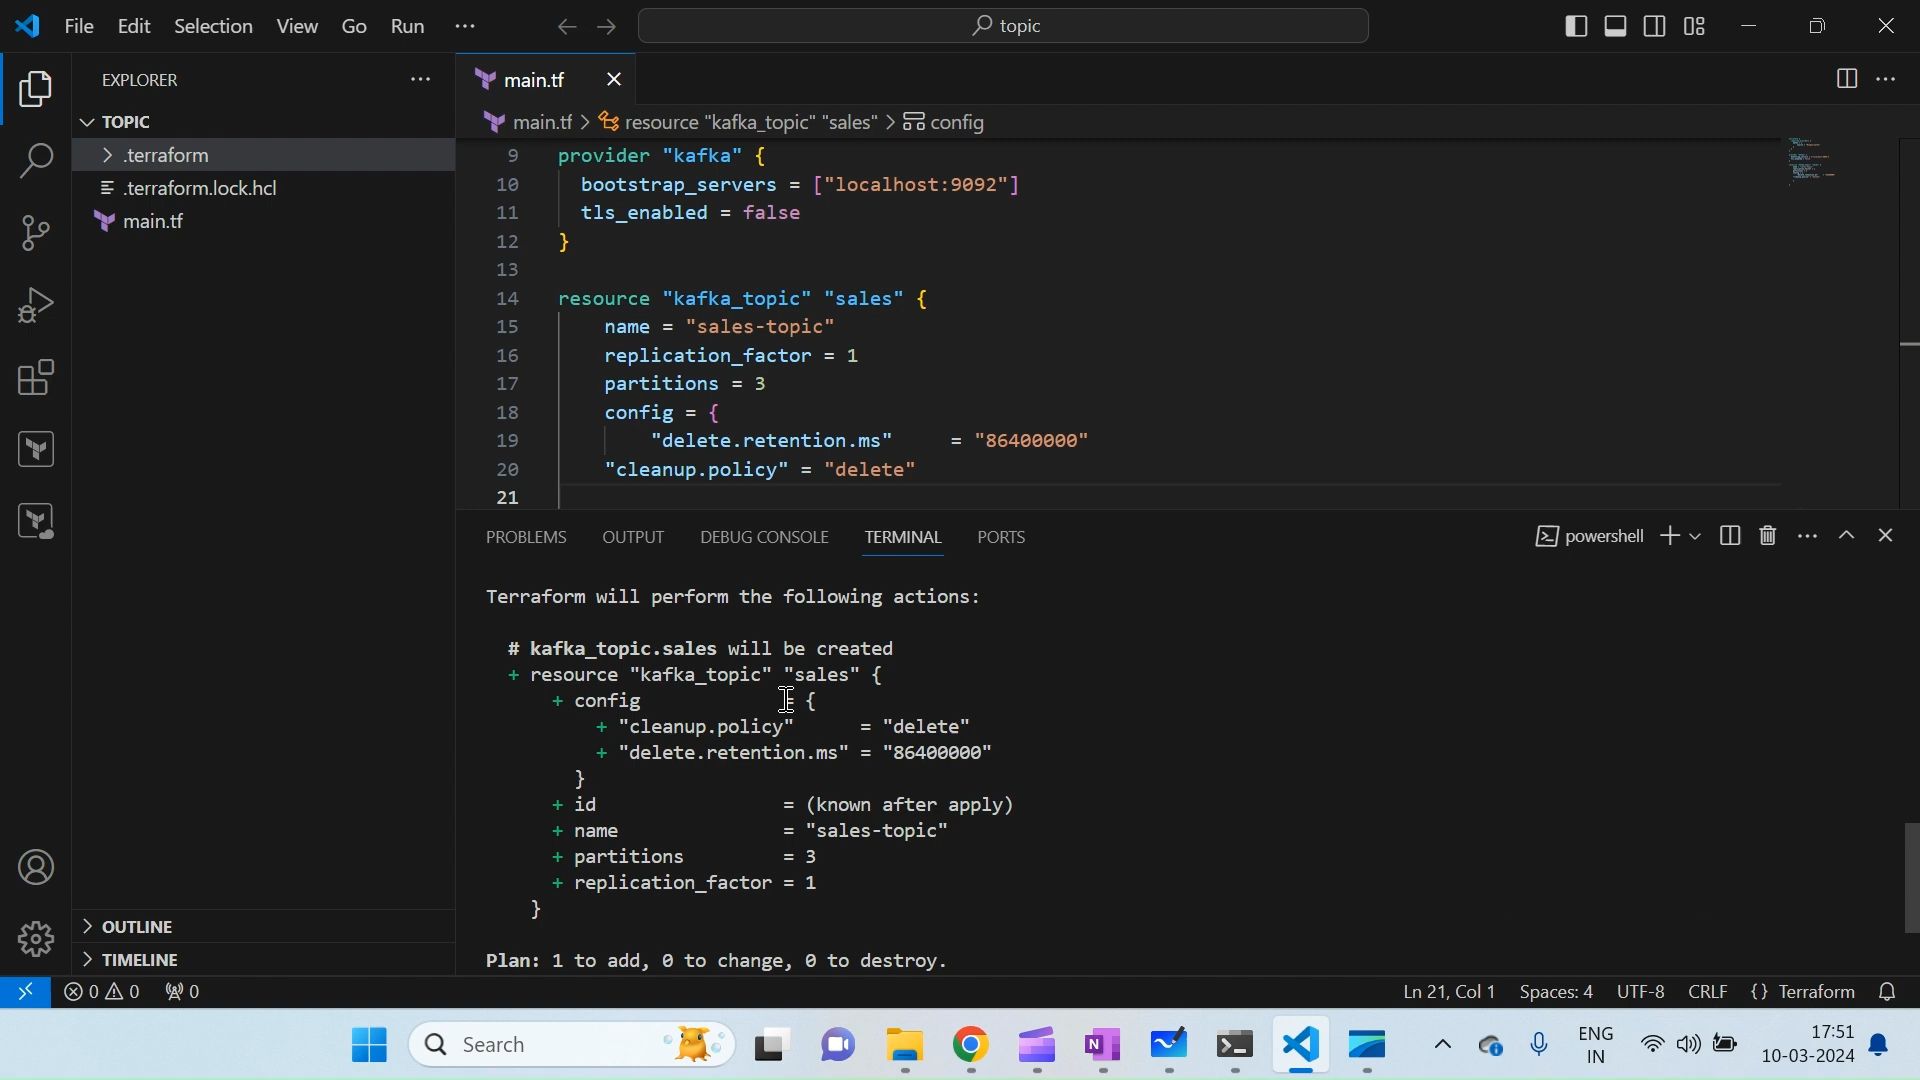 File Edit Selection View Go Run ···
topic
EXPLORER ···
TOPIC
.terraform
.terraform.lock.hcl
main.tf
OUTLINE
TIMELINE
main.tf
main.tf > resource "kafka_topic" "sales" > config
9 provider "kafka" {
10 bootstrap_servers = ["localhost:9092"]
11 tls_enabled = false
12 }
13
14 resource "kafka_topic" "sales" {
15 name = "sales-topic"
16 replication_factor = 1
17 partitions = 3
18 config = {
19 "delete.retention.ms" = "86400000"
20 "cleanup.policy" = "delete"
21
PROBLEMS OUTPUT DEBUG CONSOLE TERMINAL PORTS
powershell
Terraform will perform the following actions:
# kafka_topic.sales will be created
+ resource "kafka_topic" "sales" {
+ config = {
+ "cleanup.policy" = "delete"
+ "delete.retention.ms" = "86400000"
}
+ id = (known after apply)
+ name = "sales-topic"
+ partitions = 3
+ replication_factor = 1
}
Plan: 1 to add, 0 to change, 0 to destroy.
0 0 0
Ln 21, Col 1 Spaces: 4 UTF-8 CRLF {} Terraform
Search
ENG
IN
17:51
10-03-2024